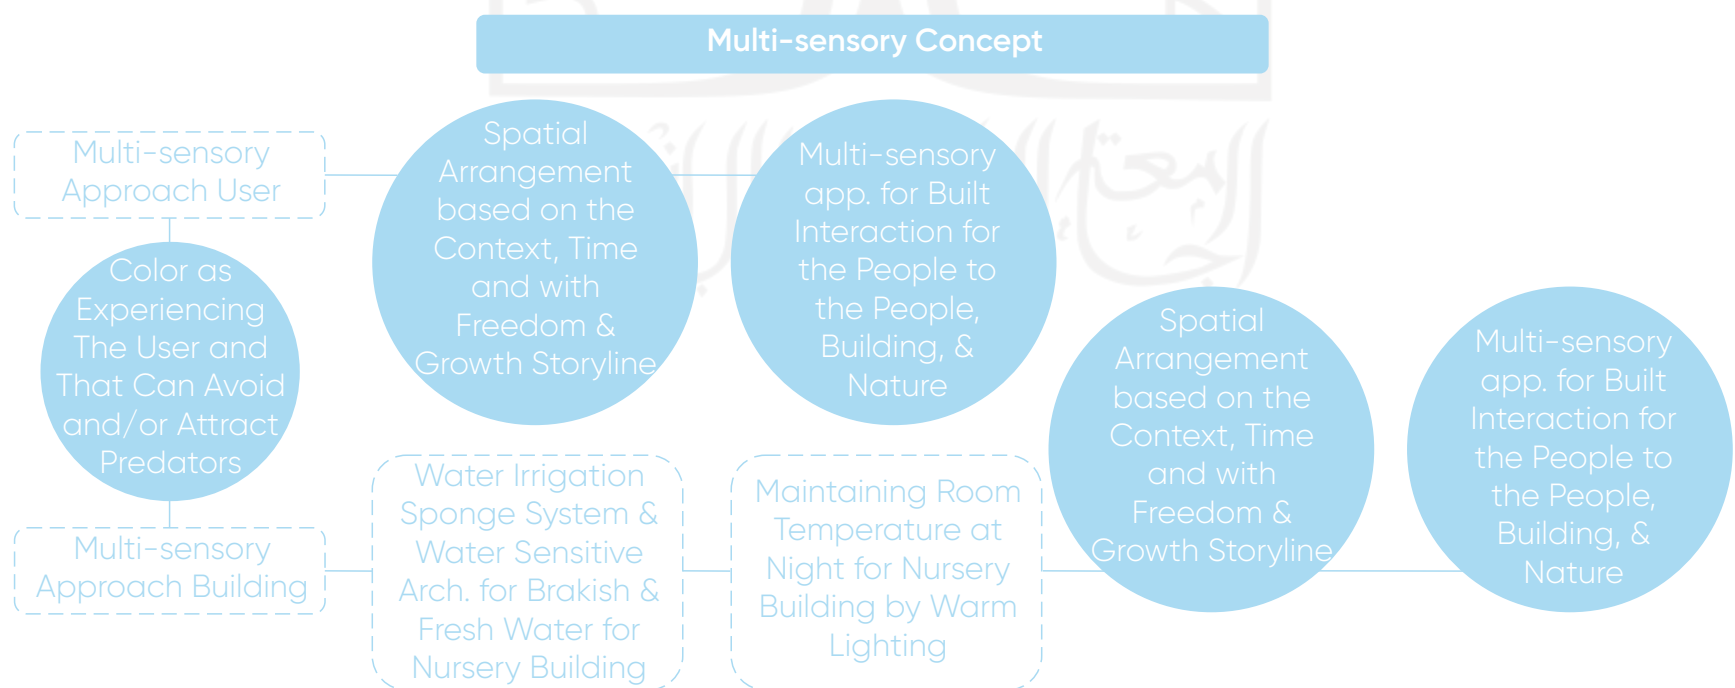 Multi-sensory Concept
Multi-sensory
Approach User
Spatial
Arrangement
based on the
Context, Time
and with
Freedom &
Growth Storyline
Multi-sensory
app. for Built
Interaction for
the People to
the People,
Building, &
Nature
Color as
Experiencing
The User and
That Can Avoid
and/or Attract
Predators
Multi-sensory
Approach Building
Water Irrigation
Sponge System &
Water Sensitive
Arch. for Brakish &
Fresh Water for
Nursery Building
Maintaining Room
Temperature at
Night for Nursery
Building by Warm
Lighting
Spatial
Arrangement
based on the
Context, Time
and with
Freedom &
Growth Storyline
Multi-sensory
app. for Built
Interaction for
the People to
the People,
Building, &
Nature